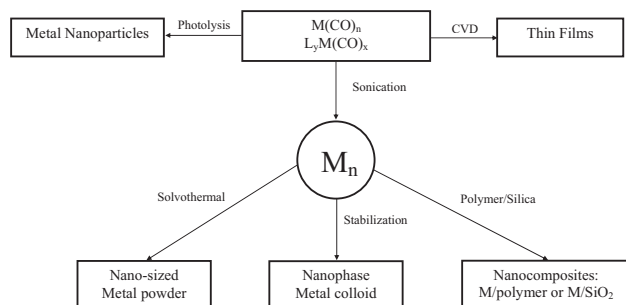 Metal Nanoparticles
Photolysis
M(CO)n
LyM(CO)x
CVD
Thin Films
Sonication
Mn
Solvothermal
Stabilization
Polymer/Silica
Nano-sized
Metal powder
Nanophase
Metal colloid
Nanocomposites:
M/polymer or M/SiO2